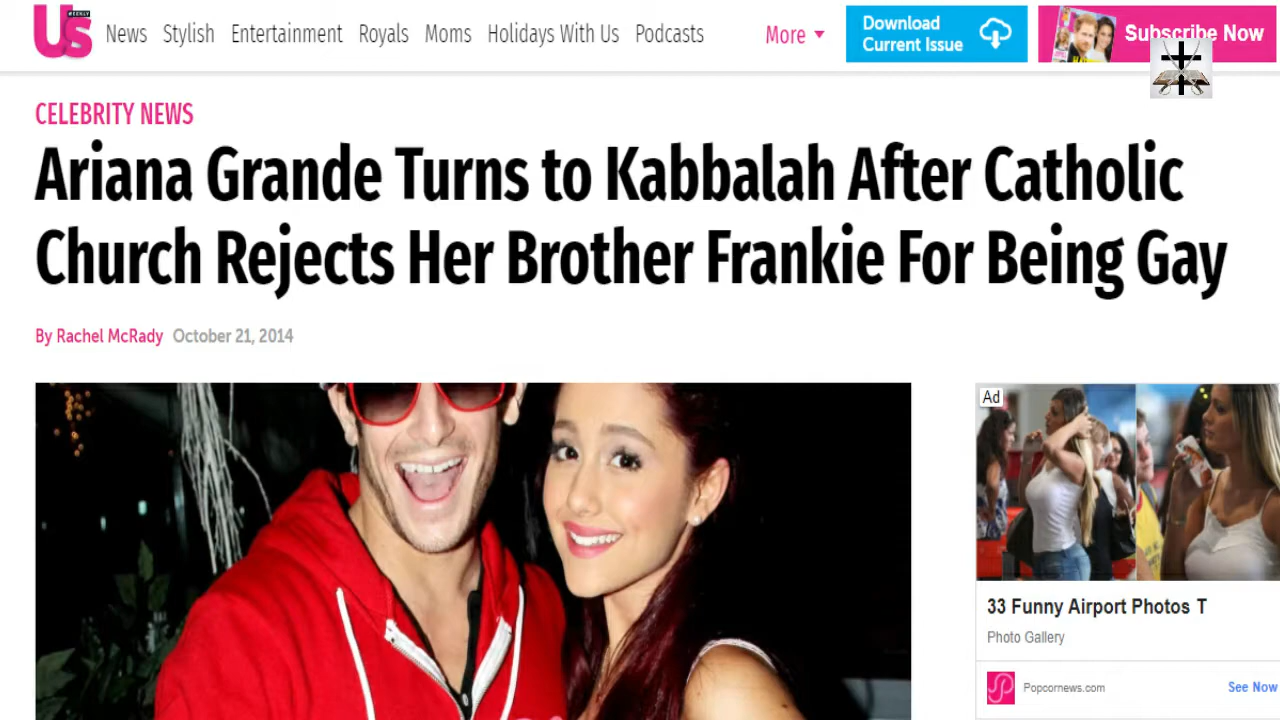 Us WEEKLY
News Stylish Entertainment Royals Moms Holidays With Us Podcasts
More
Download
Current Issue
Subscribe Now
CELEBRITY NEWS
Ariana Grande Turns to Kabbalah After Catholic
Church Rejects Her Brother Frankie For Being Gay
By Rachel McRady October 21, 2014
Ad
33 Funny Airport Photos T
Photo Gallery
Popcornews.com
See Now